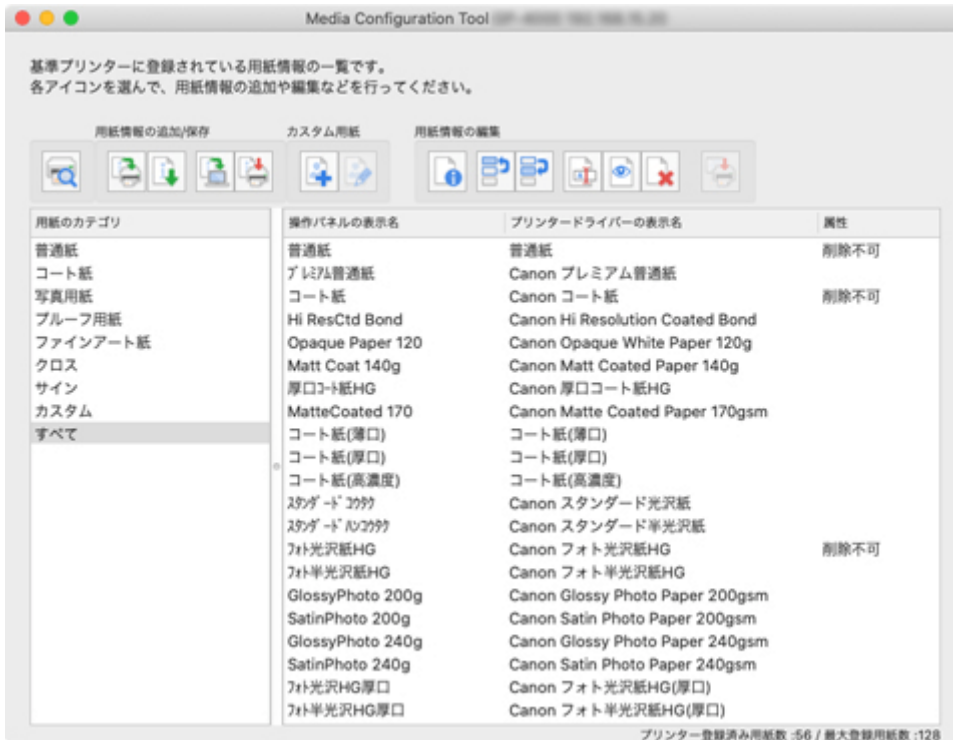 Media Configuration Tool
基準プリンターに登録されている用紙情報の一覧です。
各アイコンを選んで、用紙情報の追加や編集などを行ってください。
用紙情報の追加/保存 カスタム用紙 用紙情報の編集
用紙のカテゴリ 操作パネルの表示名 プリンタードライバーの表示名 属性
普通紙 普通紙 普通紙 削除不可
コート紙 プレミアム普通紙 Canon プレミアム普通紙
写真用紙 コート紙 Canon コート紙 削除不可
プルーフ用紙 Hi ResCtd Bond Canon Hi Resolution Coated Bond
ファインアート紙 Opaque Paper 120 Canon Opaque White Paper 120g
クロス Matt Coat 140g Canon Matt Coated Paper 140g
サイン 厚口ｺｰﾄ紙HG Canon 厚口コート紙HG
カスタム MatteCoated 170 Canon Matte Coated Paper 170gsm
すべて コート紙(薄口) コート紙(薄口)
コート紙(厚口) コート紙(厚口)
コート紙(高濃度) コート紙(高濃度)
ｽﾀﾝﾀﾞｰﾄﾞｺｳﾀｸ Canon スタンダード光沢紙
ｽﾀﾝﾀﾞｰﾄﾞﾊﾝｺｳﾀｸ Canon スタンダード半光沢紙
ﾌｫﾄ光沢紙HG Canon フォト光沢紙HG 削除不可
ﾌｫﾄ半光沢紙HG Canon フォト半光沢紙HG
GlossyPhoto 200g Canon Glossy Photo Paper 200gsm
SatinPhoto 200g Canon Satin Photo Paper 200gsm
GlossyPhoto 240g Canon Glossy Photo Paper 240gsm
SatinPhoto 240g Canon Satin Photo Paper 240gsm
ﾌｫﾄ光沢HG厚口 Canon フォト光沢紙HG(厚口)
ﾌｫﾄ半光沢HG厚口 Canon フォト半光沢紙HG(厚口)
プリンター登録済み用紙数 :56 / 最大登録用紙数 :128